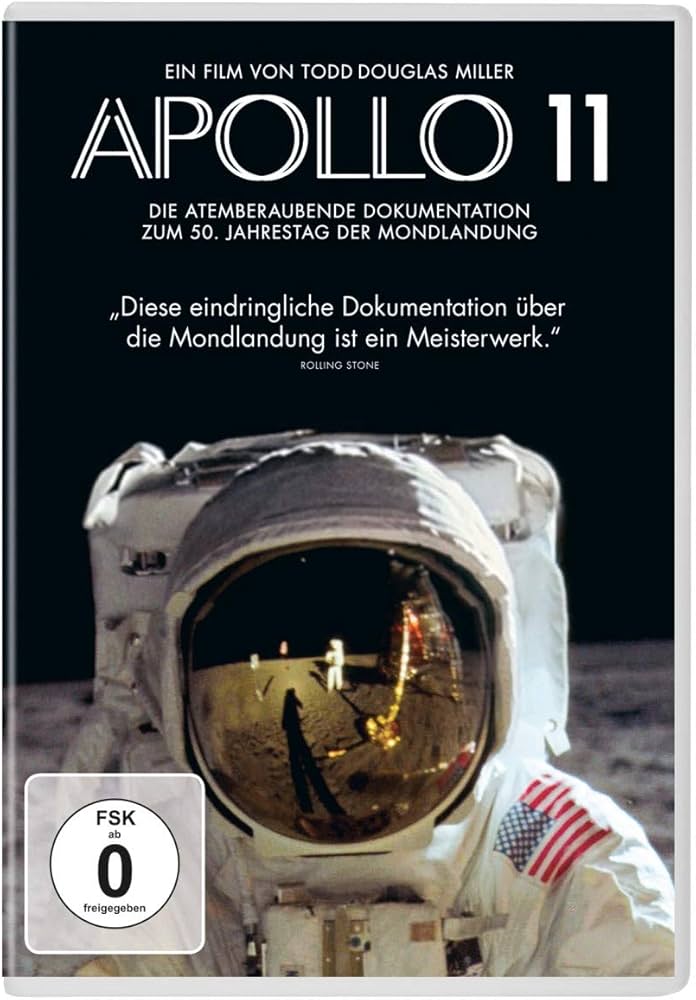 EIN FILM VON TODD DOUGLAS MILLER
APOLLO 11
DIE ATEMBERAUBENDE DOKUMENTATION
ZUM 50. JAHRESTAG DER MONDLANDUNG
„Diese eindringliche Dokumentation über
die Mondlandung ist ein Meisterwerk.“
ROLLING STONE
FSK
ab
0
freigegeben